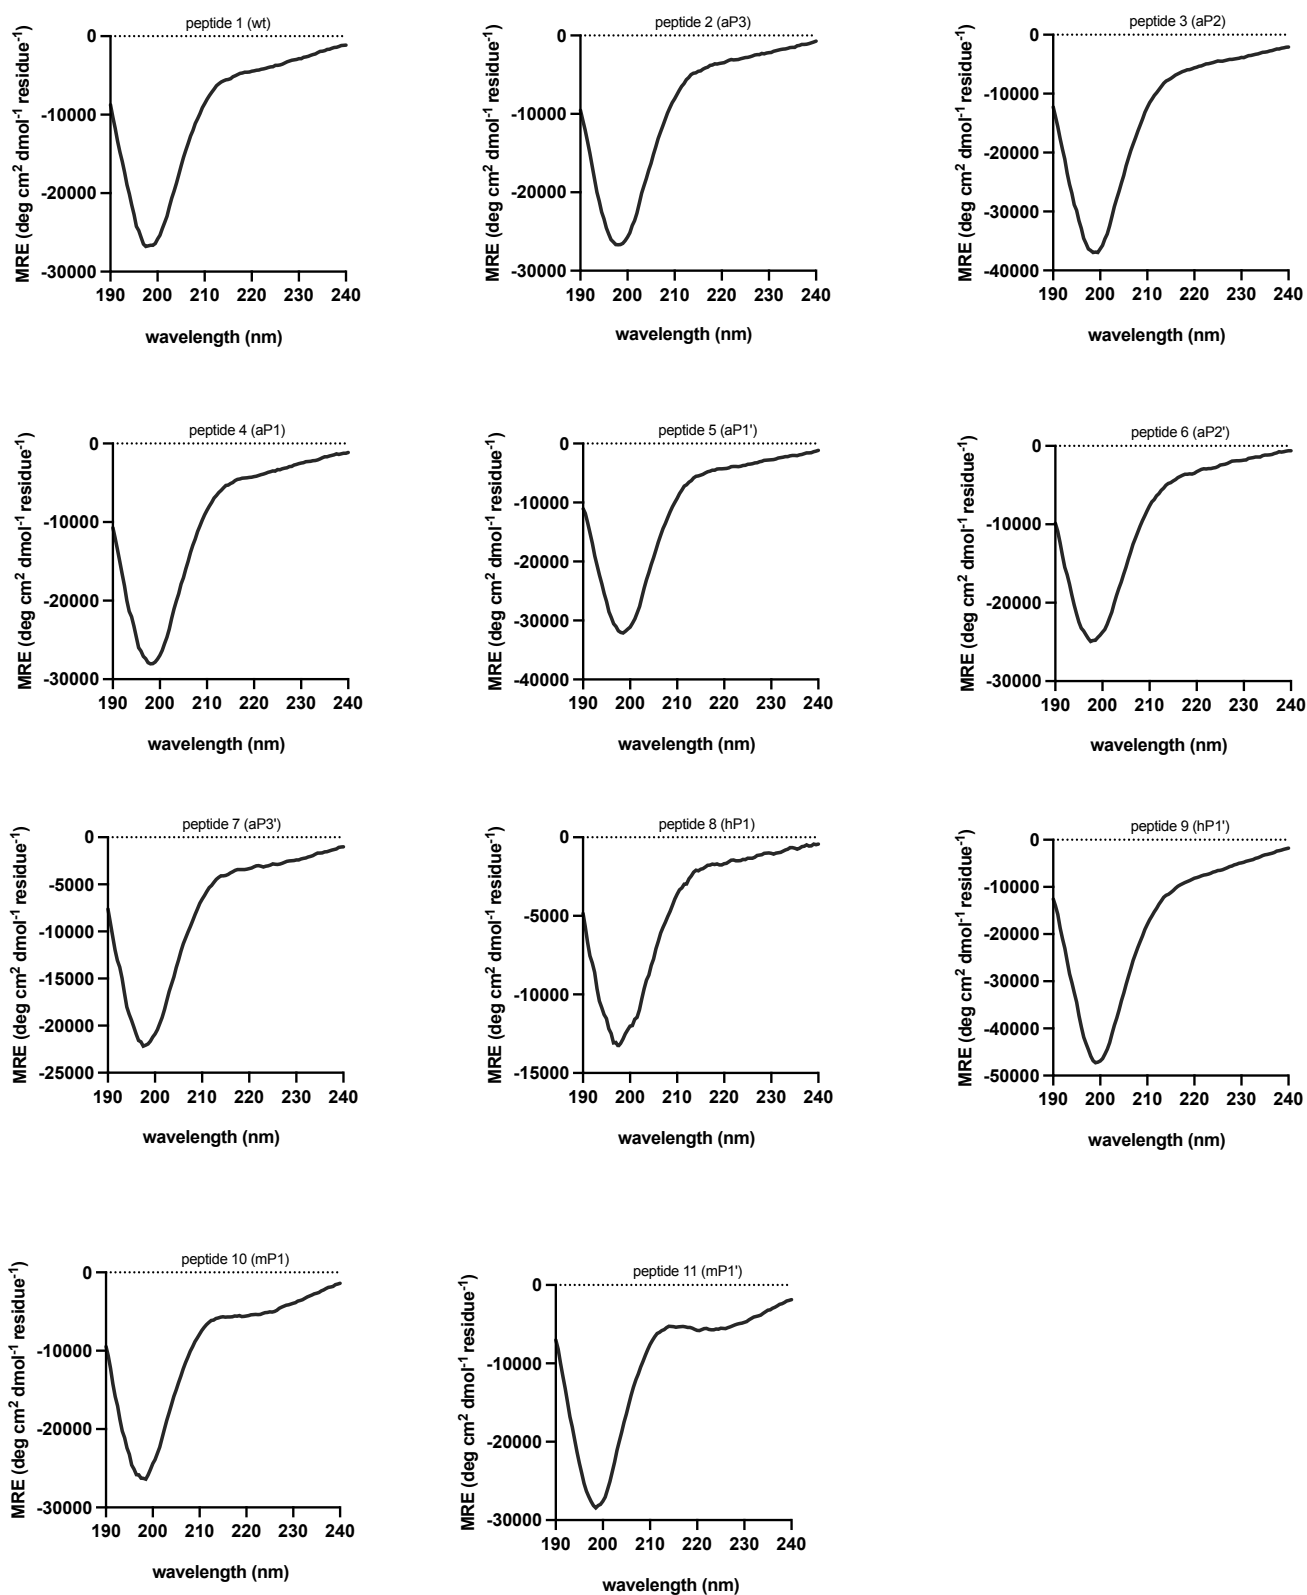 peptide 1 (wt)
MRE (deg cm² dmol⁻¹ residue⁻¹)
0
-10000
-20000
-30000
190 200 210 220 230 240
wavelength (nm)
peptide 2 (aP3)
MRE (deg cm² dmol⁻¹ residue⁻¹)
0
-10000
-20000
-30000
190 200 210 220 230 240
wavelength (nm)
peptide 3 (aP2)
MRE (deg cm² dmol⁻¹ residue⁻¹)
0
-10000
-20000
-30000
-40000
190 200 210 220 230 240
wavelength (nm)
peptide 4 (aP1)
MRE (deg cm² dmol⁻¹ residue⁻¹)
0
-10000
-20000
-30000
190 200 210 220 230 240
wavelength (nm)
peptide 5 (aP1')
MRE (deg cm² dmol⁻¹ residue⁻¹)
0
-10000
-20000
-30000
-40000
190 200 210 220 230 240
wavelength (nm)
peptide 6 (aP2')
MRE (deg cm² dmol⁻¹ residue⁻¹)
0
-10000
-20000
-30000
190 200 210 220 230 240
wavelength (nm)
peptide 7 (aP3')
MRE (deg cm² dmol⁻¹ residue⁻¹)
0
-5000
-10000
-15000
-20000
-25000
190 200 210 220 230 240
wavelength (nm)
peptide 8 (hP1)
MRE (deg cm² dmol⁻¹ residue⁻¹)
0
-5000
-10000
-15000
190 200 210 220 230 240
wavelength (nm)
peptide 9 (hP1')
MRE (deg cm² dmol⁻¹ residue⁻¹)
0
-10000
-20000
-30000
-40000
-50000
190 200 210 220 230 240
wavelength (nm)
peptide 10 (mP1)
MRE (deg cm² dmol⁻¹ residue⁻¹)
0
-10000
-20000
-30000
190 200 210 220 230 240
wavelength (nm)
peptide 11 (mP1')
MRE (deg cm² dmol⁻¹ residue⁻¹)
0
-10000
-20000
-30000
190 200 210 220 230 240
wavelength (nm)